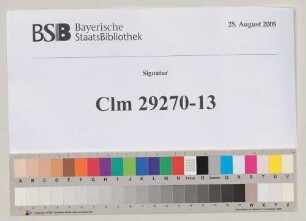 BSB Bayerische
StaatsBibliothek
25. August 2005
Signatur
Clm 29270-13
A B C D E F G H I J K L M N O Q R S T U V
W X Y Z